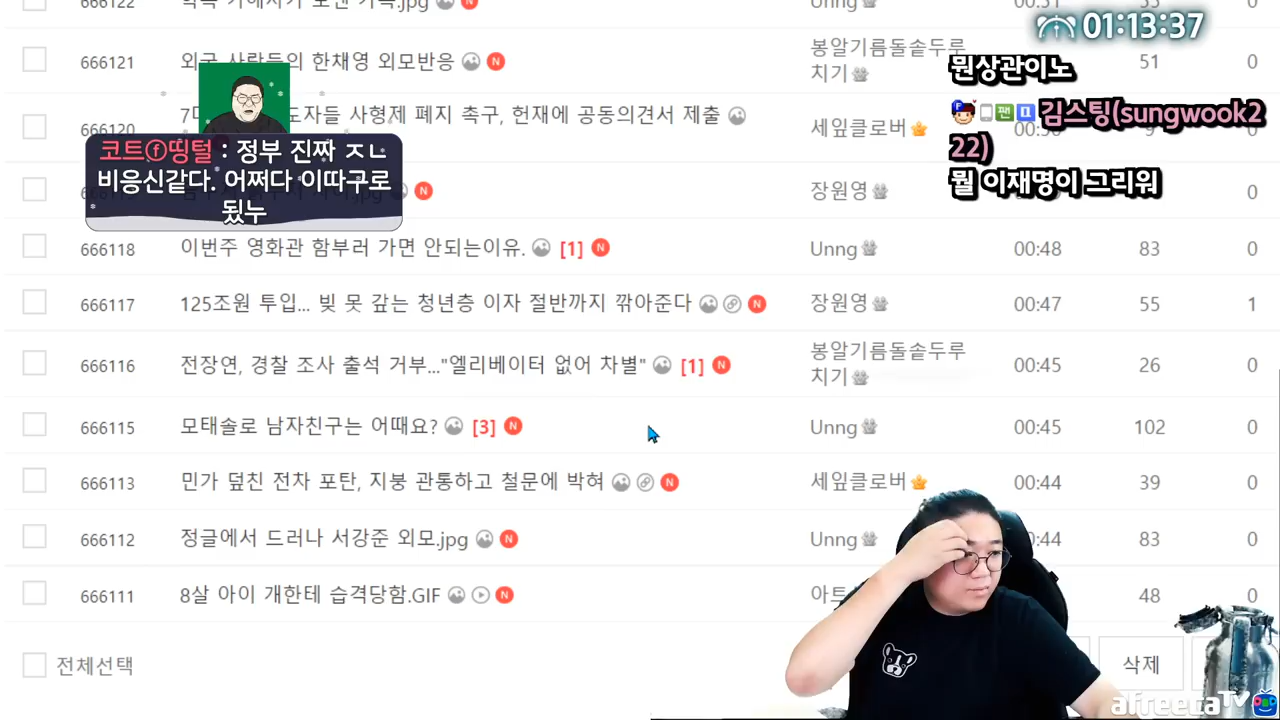 666122
01:13:37
666121 외국 사람들의 한채영 외모반응 N 봉알기름돌솥두루치기 51 0
뭔상관이노
666120 사형제 폐지 촉구, 헌재에 공동의견서 제출 세잎클로버 0
김스팅(sungwook222)
뭘 이재명이 그리워
코트ⓕ띵털 : 정부 진짜 ㅈㄴ
비응신같다. 어쩌다 이따구로
됬누
N 장원영 0
666118 이번주 영화관 함부러 가면 안되는이유. [1] N Unng 00:48 83 0
666117 125조원 투입... 빚 못 갚는 청년층 이자 절반까지 깎아준다 N 장원영 00:47 55 1
666116 전장연, 경찰 조사 출석 거부..."엘리베이터 없어 차별" [1] N 봉알기름돌솥두루치기 00:45 26 0
666115 모태솔로 남자친구는 어때요? [3] N Unng 00:45 102 0
666113 민가 덮친 전차 포탄, 지붕 관통하고 철문에 박혀 N 세잎클로버 00:44 39 0
666112 정글에서 드러나 서강준 외모.jpg N Unng :44 83 0
666111 8살 아이 개한테 습격당함.GIF N 아트 48 0
전체선택 삭제
afreecaTV